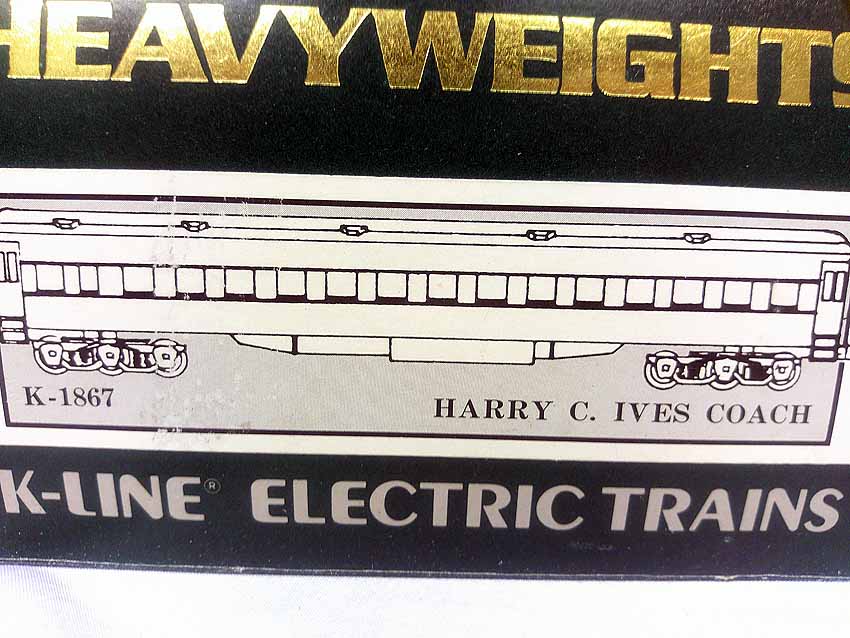 HEAVYWEIGHTS
K-1867
HARRY C. IVES COACH
K-LINE® ELECTRIC TRAINS